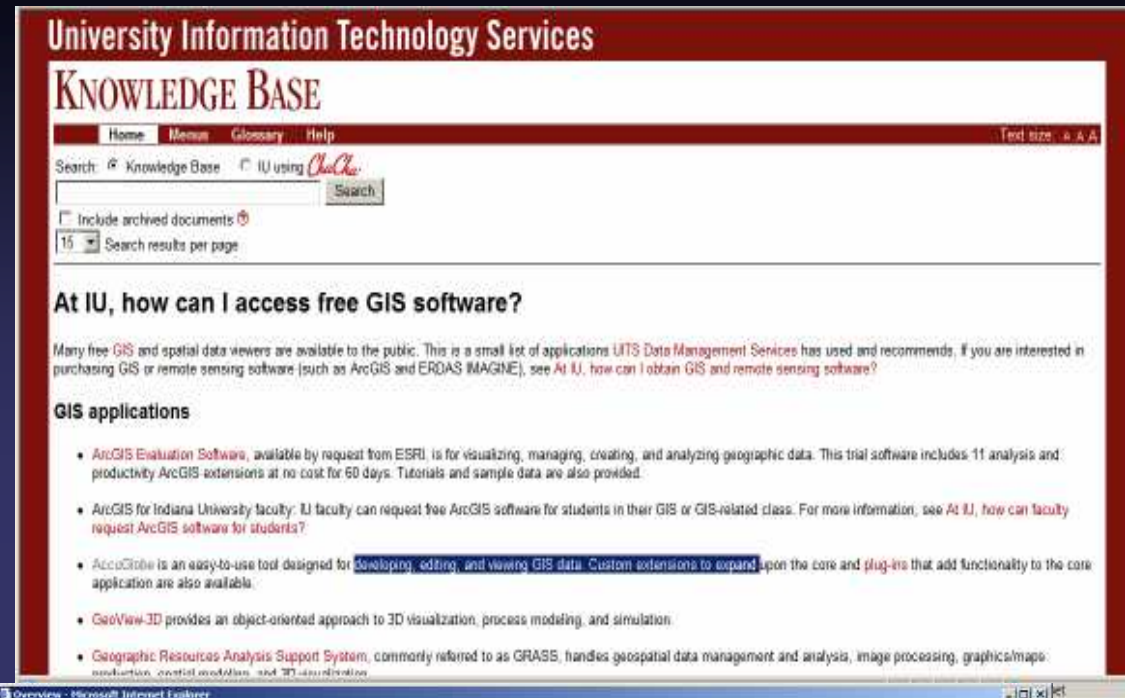 University Information Technology Services
KNOWLEDGE BASE
Home Menus Glossary Help Text size: A A A
Search: Knowledge Base IU using ChaCha
Search
Include archived documents ?
15 Search results per page
At IU, how can I access free GIS software?
Many free GIS and spatial data viewers are available to the public. This is a small list of applications UITS Data Management Services has used and recommends. If you are interested in
purchasing GIS or remote sensing software (such as ArcGIS and ERDAS IMAGINE), see At IU, how can I obtain GIS and remote sensing software?
GIS applications
• ArcGIS Evaluation Software, available by request from ESRI, is for visualizing, managing, creating, and analyzing geographic data. This trial software includes 11 analysis and
productivity ArcGIS extensions at no cost for 60 days. Tutorials and sample data are also provided.
• ArcGIS for Indiana University faculty: IU faculty can request free ArcGIS software for students in their GIS or GIS-related class. For more information, see At IU, how can faculty
request ArcGIS software for students?
• AccuGlobe is an easy-to-use tool designed for developing, editing, and viewing GIS data. Custom extensions to expand upon the core and plug-ins that add functionality to the core
application are also available.
• GeoView-3D provides an object-oriented approach to 3D visualization, process modeling, and simulation.
• Geographic Resources Analysis Support System, commonly referred to as GRASS, handles geospatial data management and analysis, image processing, graphics/maps
production, spatial modeling, and 3D visualization.
Overview - Microsoft Internet Explorer